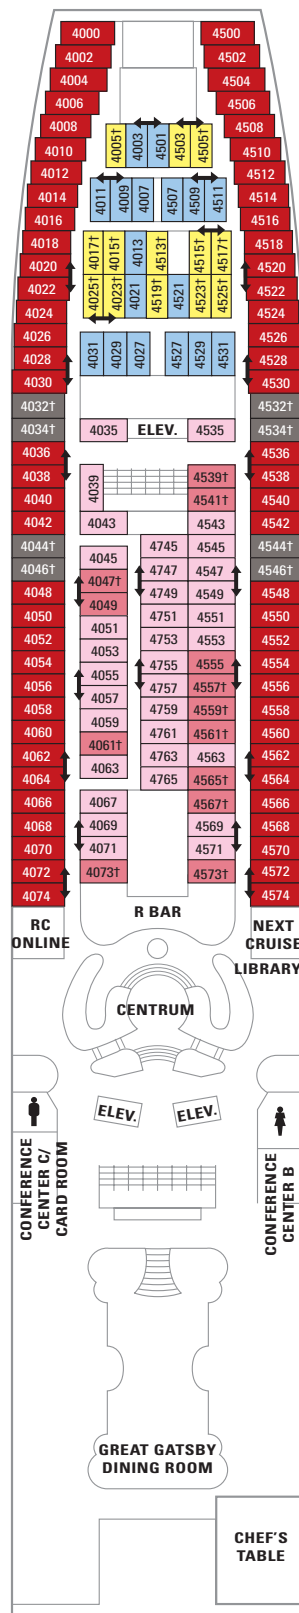 4000 4500
4002 4502
4004 4504
4006 4506
4008 4508
4005† 4003 4501 4503 4505†
4010 4510
4012 4512
4011 4009 4007 4507 4509 4511
4014 4514
4016 4516
4018 4518
4017† 4015† 4013 4513† 4515† 4517†
4020 4520
4022 4522
4025† 4023† 4021 4519† 4521 4523† 4525†
4024 4524
4026 4526
4031 4029 4027 4527 4529 4531
4028 4528
4030 4530
4032† 4532†
4034† 4035 ELEV. 4535 4534†
4036 4536
4038 4539† 4538
4039
4040 4541† 4540
4042 4043 4543 4542
4044† 4745 4545 4544†
4045
4046† 4747 4547 4546†
4047†
4048 4749 4549 4548
4049
4050 4751 4551 4550
4051
4052 4753 4553 4552
4053
4054 4755 4555 4554
4055
4056 4757 4557† 4556
4057
4058 4759 4559† 4558
4059
4060 4761 4561† 4560
4061†
4062 4763 4563 4562
4063
4064 4765 4565† 4564
4066 4067 4567† 4566
4068 4069 4569 4568
4070 4071 4571 4570
4072 4073† 4573† 4572
4074 4574
R BAR
RC
ONLINE
NEXT
CRUISE
LIBRARY
CENTRUM
ELEV. ELEV.
CONFERENCE
CENTER C/
CARD ROOM
CONFERENCE
CENTER B
GREAT GATSBY
DINING ROOM
CHEF'S
TABLE